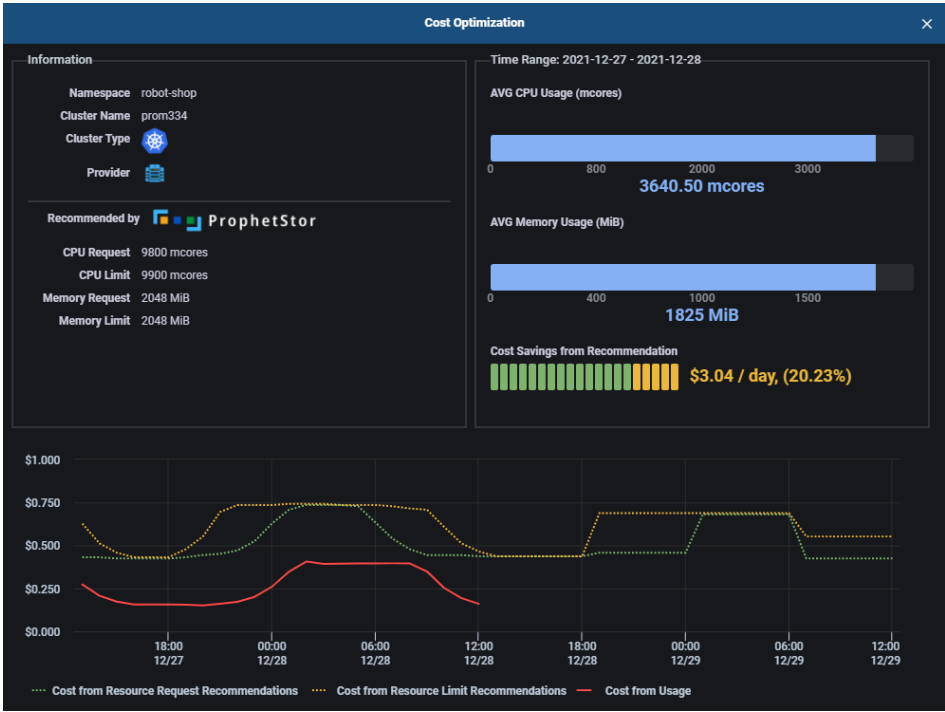 Cost Optimization
Information
Namespace robot-shop
Cluster Name prom334
Cluster Type
Provider
Recommended by ProphetStor
CPU Request 9800 mcores
CPU Limit 9900 mcores
Memory Request 2048 MiB
Memory Limit 2048 MiB
Time Range: 2021-12-27 - 2021-12-28
AVG CPU Usage (mcores)
0 800 2000 3000
3640.50 mcores
AVG Memory Usage (MiB)
0 400 1000 1500
1825 MiB
Cost Savings from Recommendation
$3.04 / day, (20.23%)
$1.000
$0.750
$0.500
$0.250
$0.000
18:00 00:00 06:00 12:00 18:00 00:00 06:00 12:00
12/27 12/28 12/28 12/28 12/28 12/29 12/29 12/29
Cost from Resource Request Recommendations Cost from Resource Limit Recommendations Cost from Usage